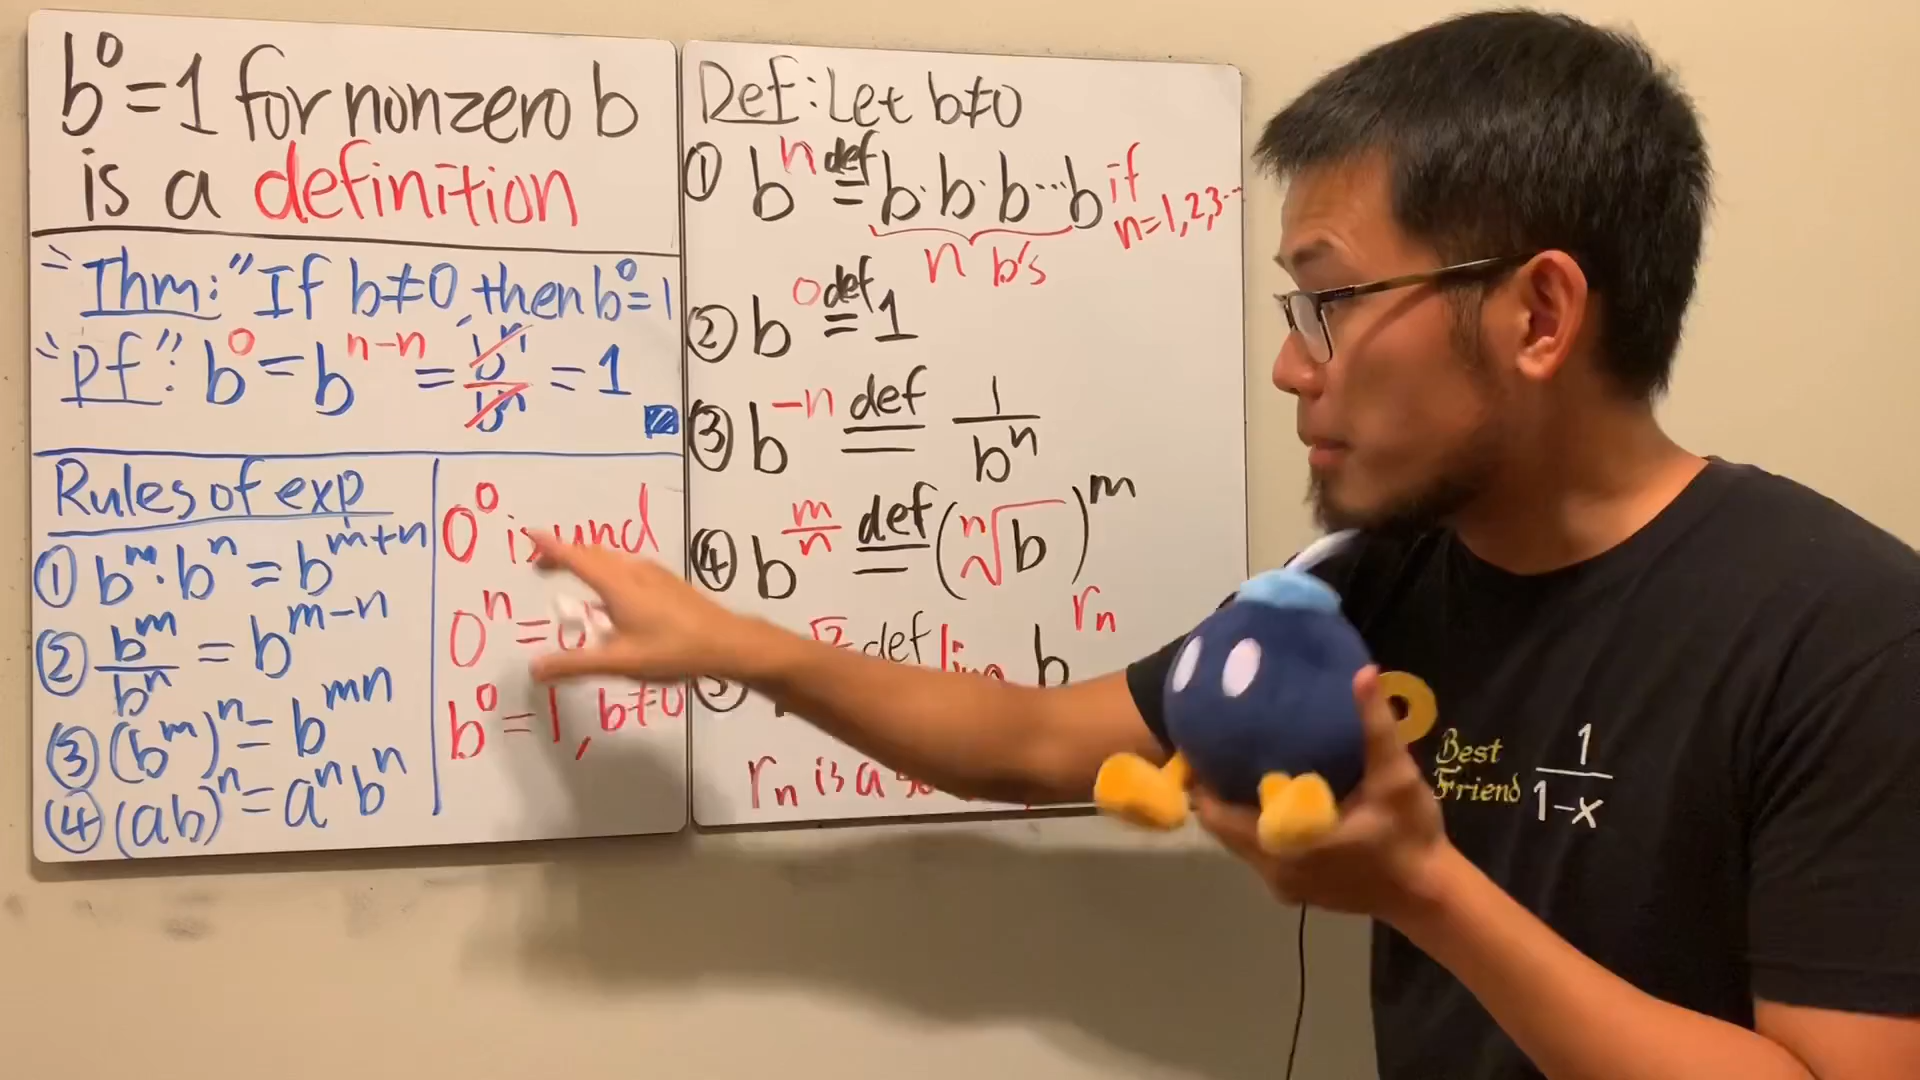 b⁰=1 for nonzero b
is a definition
"Thm:" If b≠0, then b⁰=1
"Pf": b⁰ = b^(n-n) = bⁿ/bⁿ = 1
Rules of exp
① bᵐ·bⁿ = b^(m+n)
② bᵐ/bⁿ = b^(m-n)
③ (bᵐ)ⁿ = b^(mn)
④ (ab)ⁿ = aⁿbⁿ
0⁰ is und
0ⁿ = 0
b⁰ = 1, b≠0
Def: Let b≠0
① bⁿ def= b·b·b···b if n=1,2,3...
n b's
② b⁰ def= 1
③ b⁻ⁿ def= 1/bⁿ
④ b^(m/n) def= (ⁿ√b)ᵐ
def b^(rₙ)
rₙ is a
Best
Friend
1/(1-x)